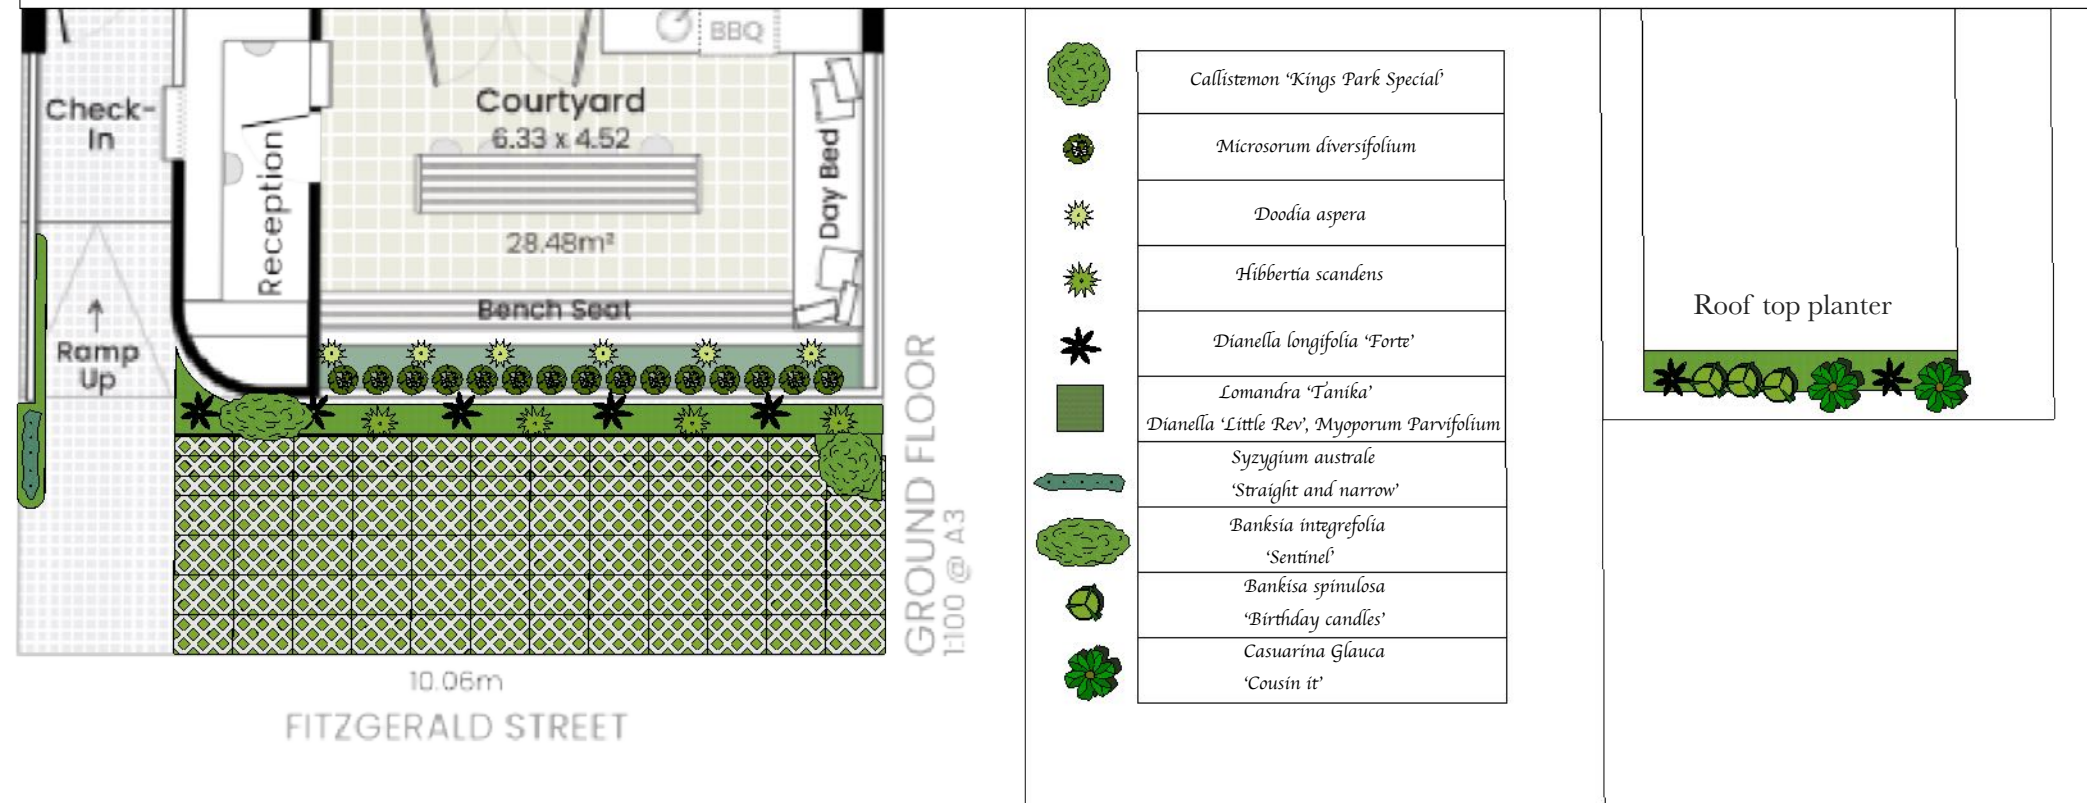 BBQ
Check-
In
Courtyard
6.33 x 4.52
Reception
Day Bed
28.48m²
Bench Seat
Ramp
Up
GROUND FLOOR
1:100 @ A3
10.06m
FITZGERALD STREET
Callistemon ‘Kings Park Special’
Microsorum diversifolium
Doodia aspera
Hibbertia scandens
Dianella longifolia ‘Forte’
Lomandra ‘Tanika’
Dianella ‘Little Rev’, Myoporum Parvifolium
Syzygium australe
‘Straight and narrow’
Banksia integrefolia
‘Sentinel’
Bankisa spinulosa
‘Birthday candles’
Casuarina Glauca
‘Cousin it’
Roof top planter